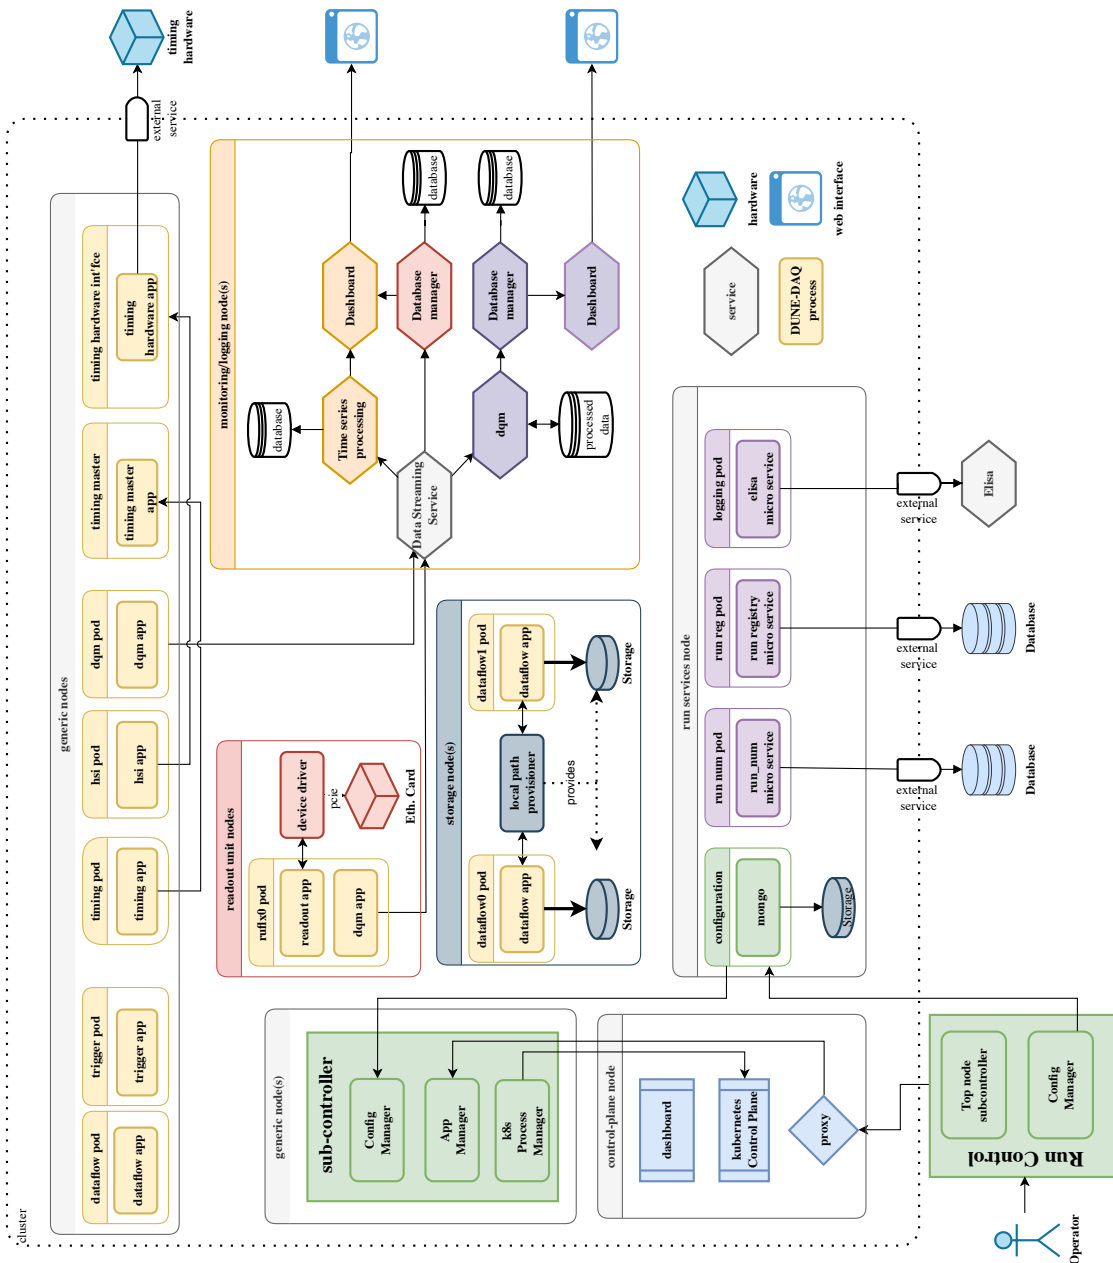 cluster
generic nodes
dataflow pod
dataflow app
trigger pod
trigger app
timing pod
timing app
hsi pod
hsi app
dqm pod
dqm app
timing master
timing master
app
timing hardware int'fce
timing
hardware app
external
service
timing
hardware
readout unit nodes
ruflx0 pod
readout app
dqm app
device driver
pcie
Eth. Card
monitoring/logging node(s)
database
Time series
processing
Dashboard
Data Streaming
Service
Database
manager
database
dqm
Database
manager
database
processed
data
Dashboard
storage node(s)
dataflow0 pod
dataflow app
Storage
local path
provisioner
provides
dataflow1 pod
dataflow app
Storage
generic node(s)
sub-controller
Config
Manager
App
Manager
k8s
Process
Manager
control-plane node
dashboard
kubernetes
Control Plane
proxy
run services node
configuration
mongo
Storage
run num pod
run_num
micro service
run reg pod
run registry
micro service
logging pod
elisa
micro service
external
service
Database
external
service
Database
external
service
Elisa
hardware
web interface
service
DUNE-DAQ
process
Run Control
Top node
subcontroller
Config
Manager
Operator